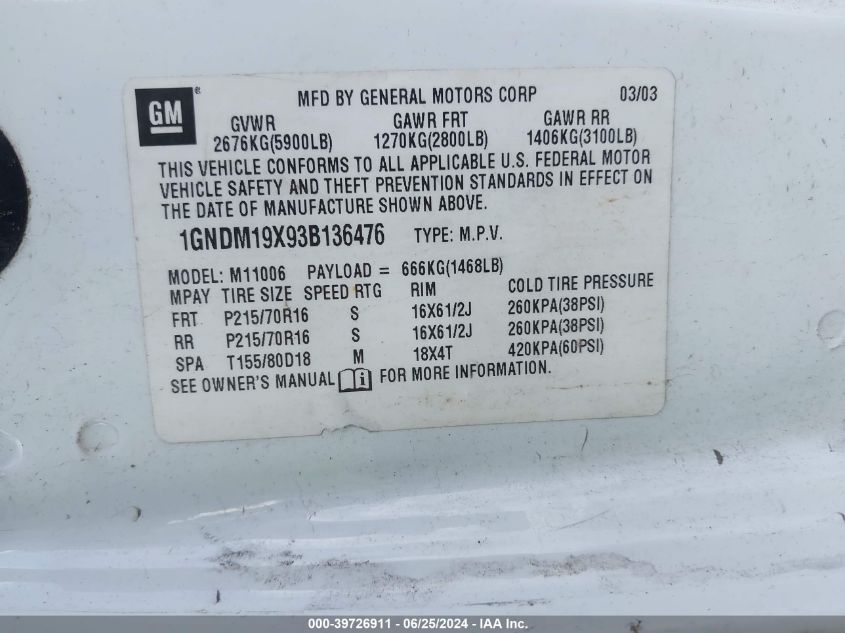 GM ® MFD BY GENERAL MOTORS CORP 03/03
GVWR GAWR FRT GAWR RR
2676KG(5900LB) 1270KG(2800LB) 1406KG(3100LB)
THIS VEHICLE CONFORMS TO ALL APPLICABLE U.S. FEDERAL MOTOR
VEHICLE SAFETY AND THEFT PREVENTION STANDARDS IN EFFECT ON
THE DATE OF MANUFACTURE SHOWN ABOVE.
1GNDM19X93B136476 TYPE: M.P.V.
MODEL: M11006 PAYLOAD = 666KG(1468LB)
MPAY TIRE SIZE SPEED RTG RIM COLD TIRE PRESSURE
FRT P215/70R16 S 16X61/2J 260KPA(38PSI)
RR P215/70R16 S 16X61/2J 260KPA(38PSI)
SPA T155/80D18 M 18X4T 420KPA(60PSI)
SEE OWNER'S MANUAL i FOR MORE INFORMATION.
000-39726911 - 06/25/2024 - IAA Inc.